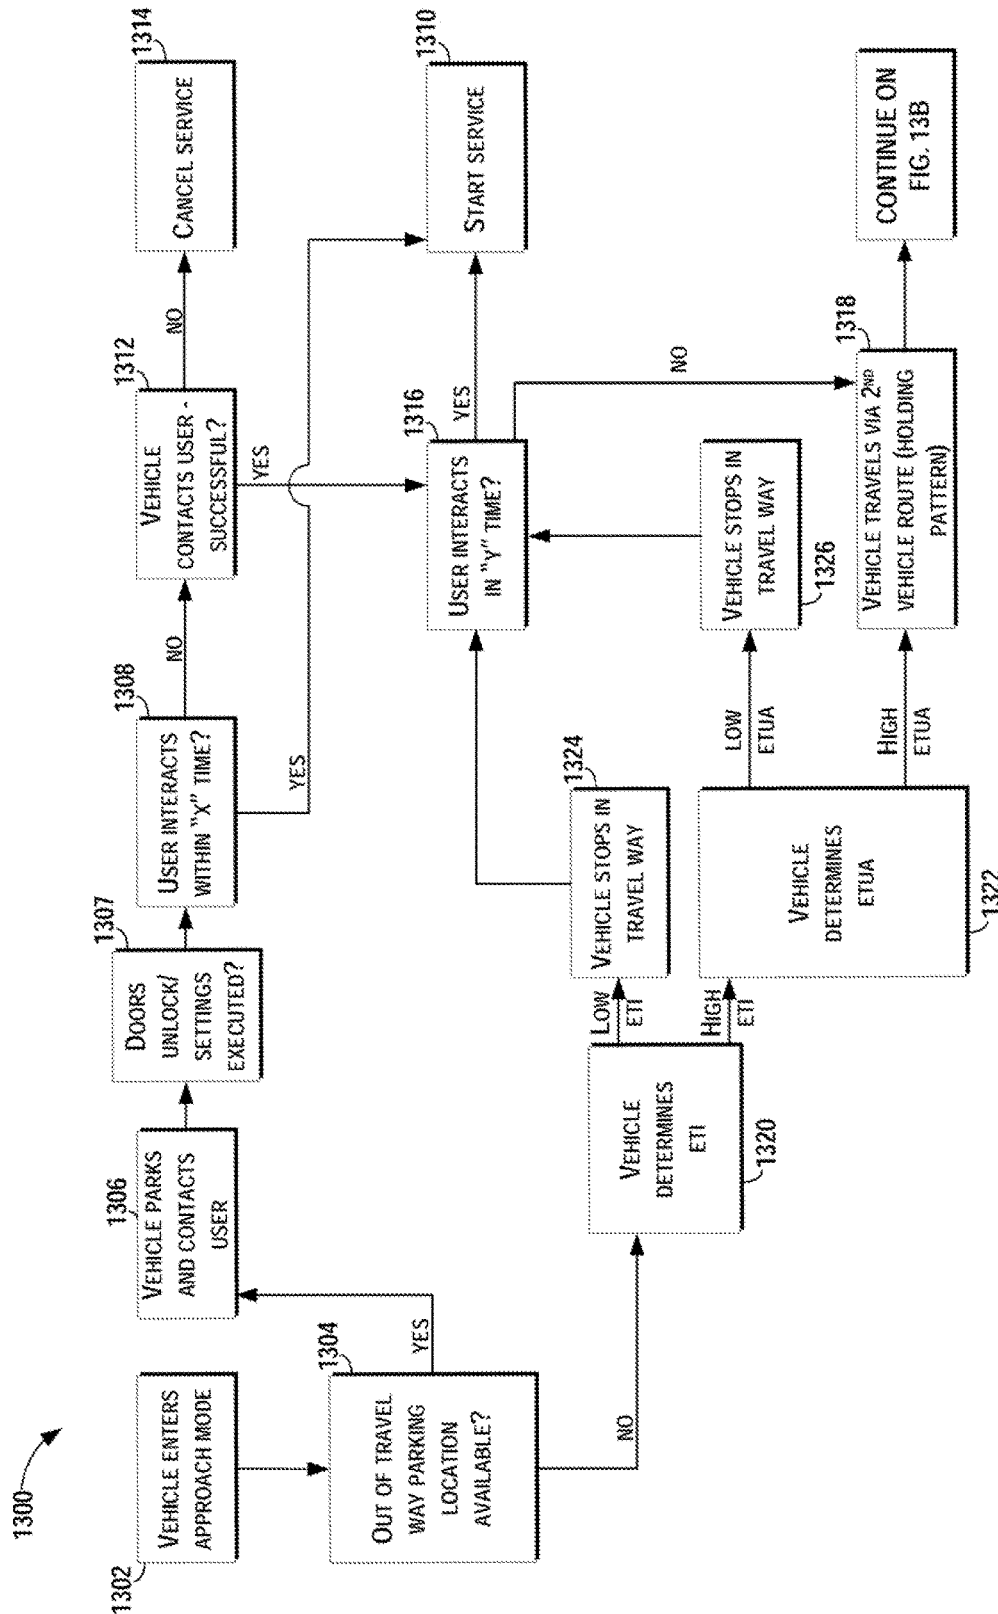 1300
1302
VEHICLE ENTERS
APPROACH MODE
1304
OUT OF TRAVEL
WAY PARKING
LOCATION
AVAILABLE?
YES
NO
1306
VEHICLE PARKS
AND CONTACTS
USER
1307
DOORS
UNLOCK/
SETTINGS
EXECUTED?
1308
USER INTERACTS
WITHIN "X" TIME?
NO
YES
1312
VEHICLE
CONTACTS USER -
SUCCESSFUL?
NO
YES
1314
CANCEL SERVICE
1310
START SERVICE
1316
USER INTERACTS
IN "Y" TIME?
YES
NO
1320
VEHICLE
DETERMINES
ETI
LOW
ETI
HIGH
ETI
1324
VEHICLE STOPS IN
TRAVEL WAY
1322
VEHICLE
DETERMINES
ETUA
LOW
ETUA
HIGH
ETUA
1326
VEHICLE STOPS IN
TRAVEL WAY
1318
VEHICLE TRAVELS VIA 2ND
VEHICLE ROUTE (HOLDING
PATTERN)
CONTINUE ON
FIG. 13B